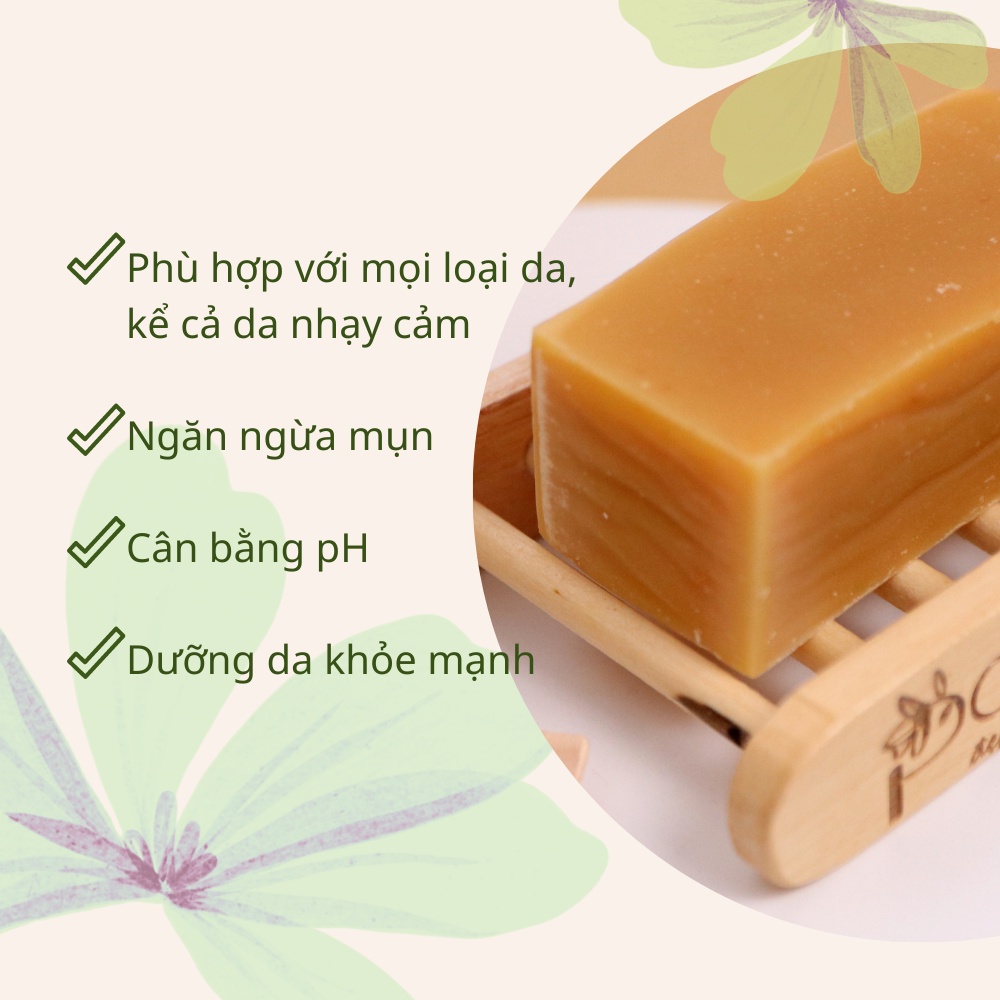 Phù hợp với mọi loại da,
kể cả da nhạy cảm
Ngăn ngừa mụn
Cân bằng pH
Dưỡng da khỏe mạnh